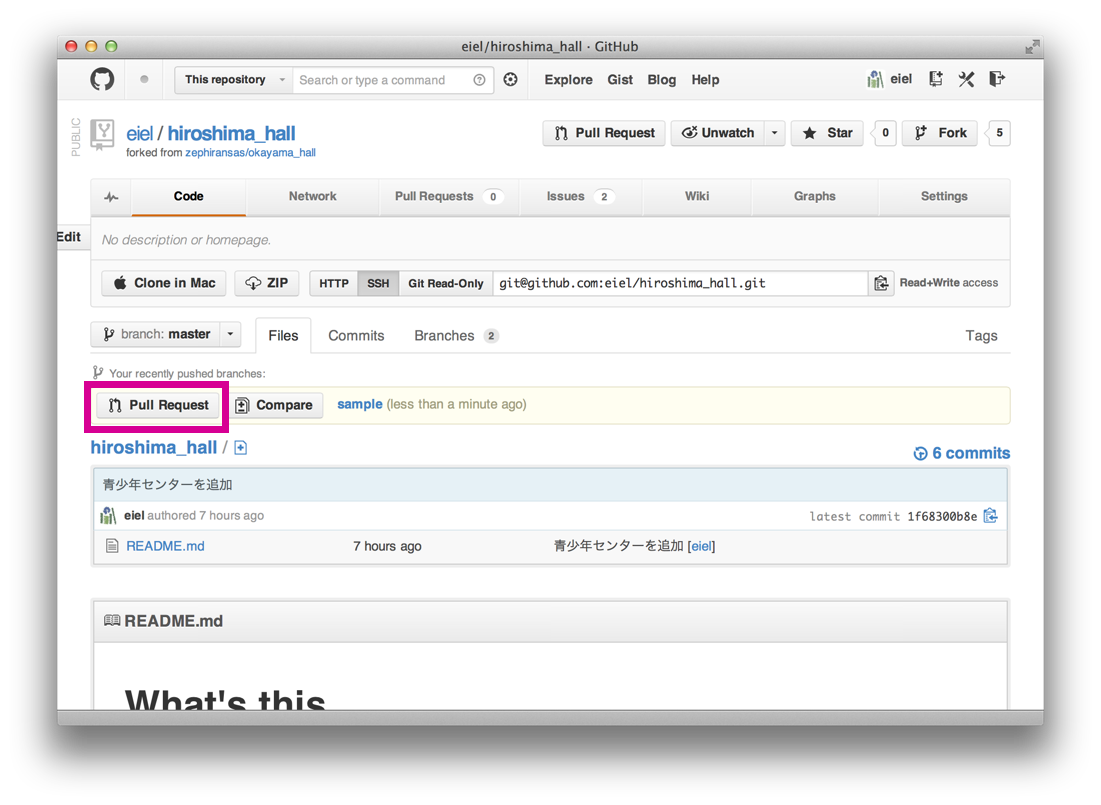 eiel/hiroshima_hall · GitHub
This repository Search or type a command Explore Gist Blog Help eiel
PUBLIC
eiel / hiroshima_hall Pull Request Unwatch Star 0 Fork 5
forked from zephiransas/okayama_hall
Code Network Pull Requests 0 Issues 2 Wiki Graphs Settings
Edit
No description or homepage.
Clone in Mac ZIP HTTP SSH Git Read-Only git@github.com:eiel/hiroshima_hall.git Read+Write access
branch: master Files Commits Branches 2 Tags
Your recently pushed branches:
Pull Request Compare sample (less than a minute ago)
hiroshima_hall / 6 commits
青少年センターを追加
eiel authored 7 hours ago latest commit 1f68300b8e
README.md 7 hours ago 青少年センターを追加 [eiel]
README.md
What's this